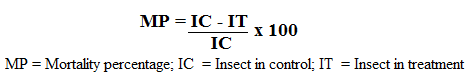 MP = IC - IT x 100
IC
MP = Mortality percentage; IC = Insect in control; IT = Insect in treatment